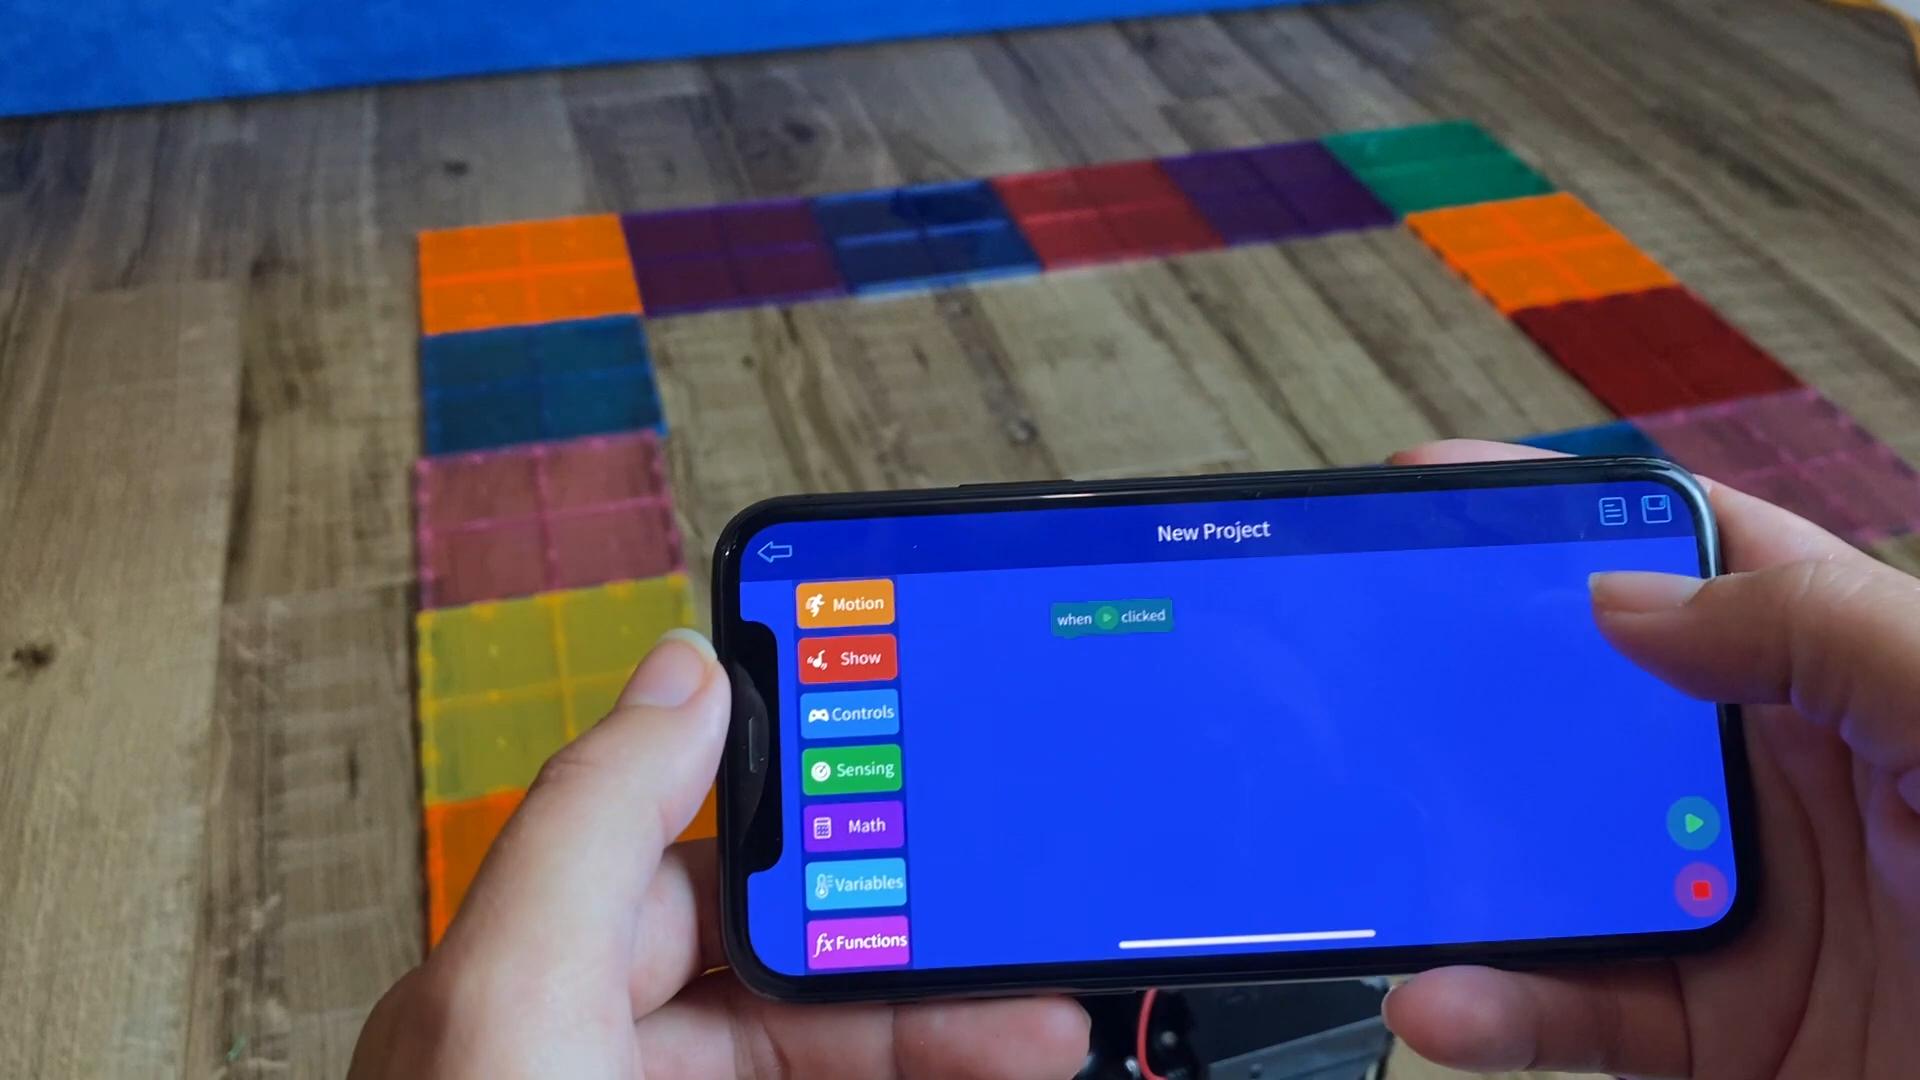 New Project
Motion
Show
Controls
Sensing
Math
Variables
fx Functions
when clicked